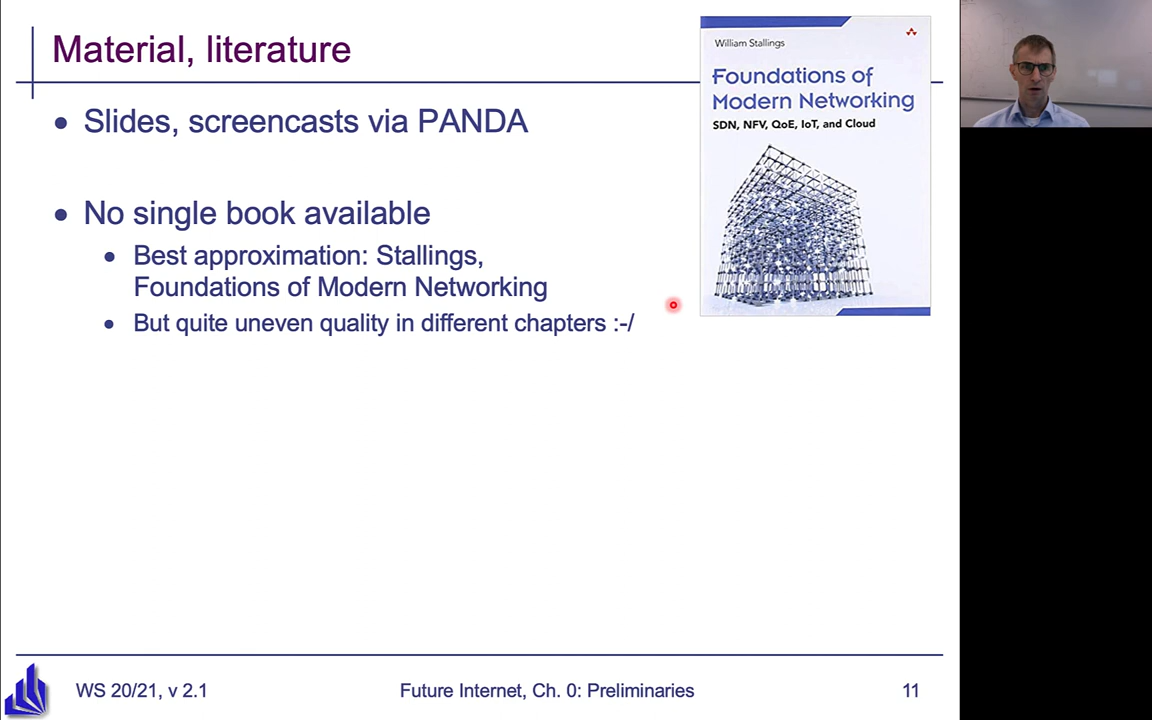 Material, literature
• Slides, screencasts via PANDA
• No single book available
• Best approximation: Stallings,
Foundations of Modern Networking
• But quite uneven quality in different chapters :-/
William Stallings
Foundations of
Modern Networking
SDN, NFV, QoE, IoT, and Cloud
WS 20/21, v 2.1
Future Internet, Ch. 0: Preliminaries
11